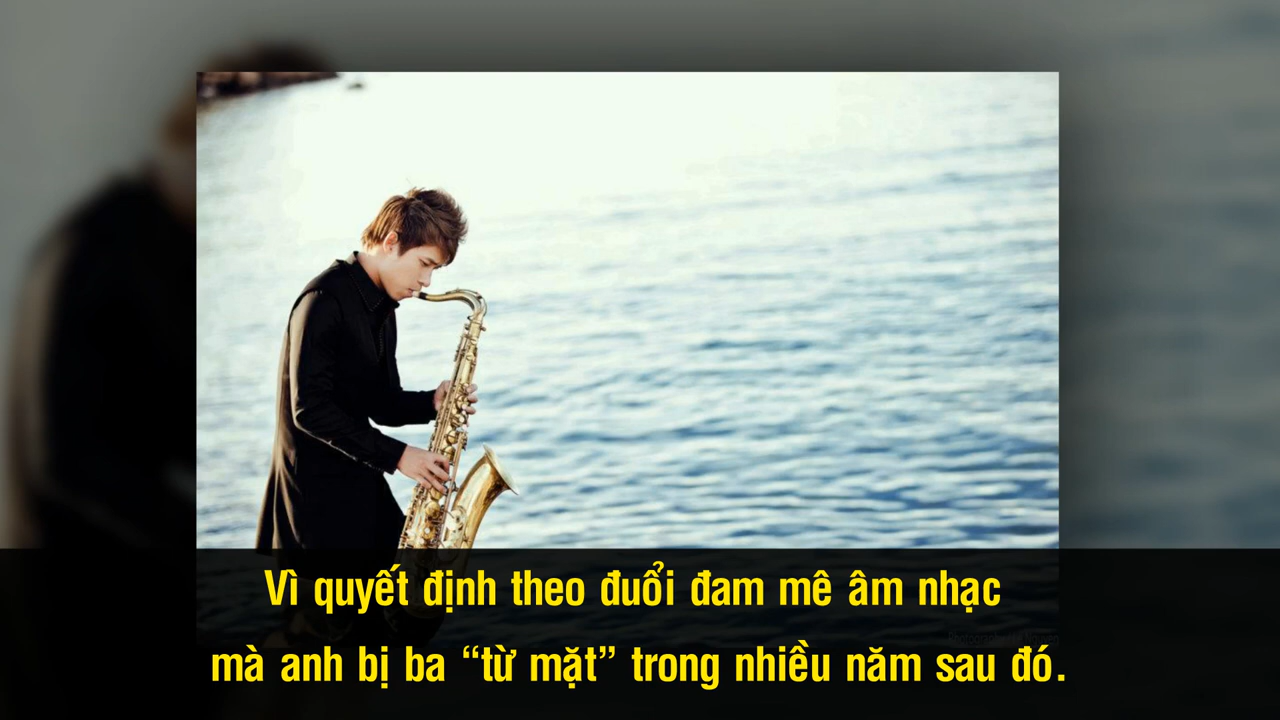 Vì quyết định theo đuổi đam mê âm nhạc
mà anh bị ba “từ mặt” trong nhiều năm sau đó.